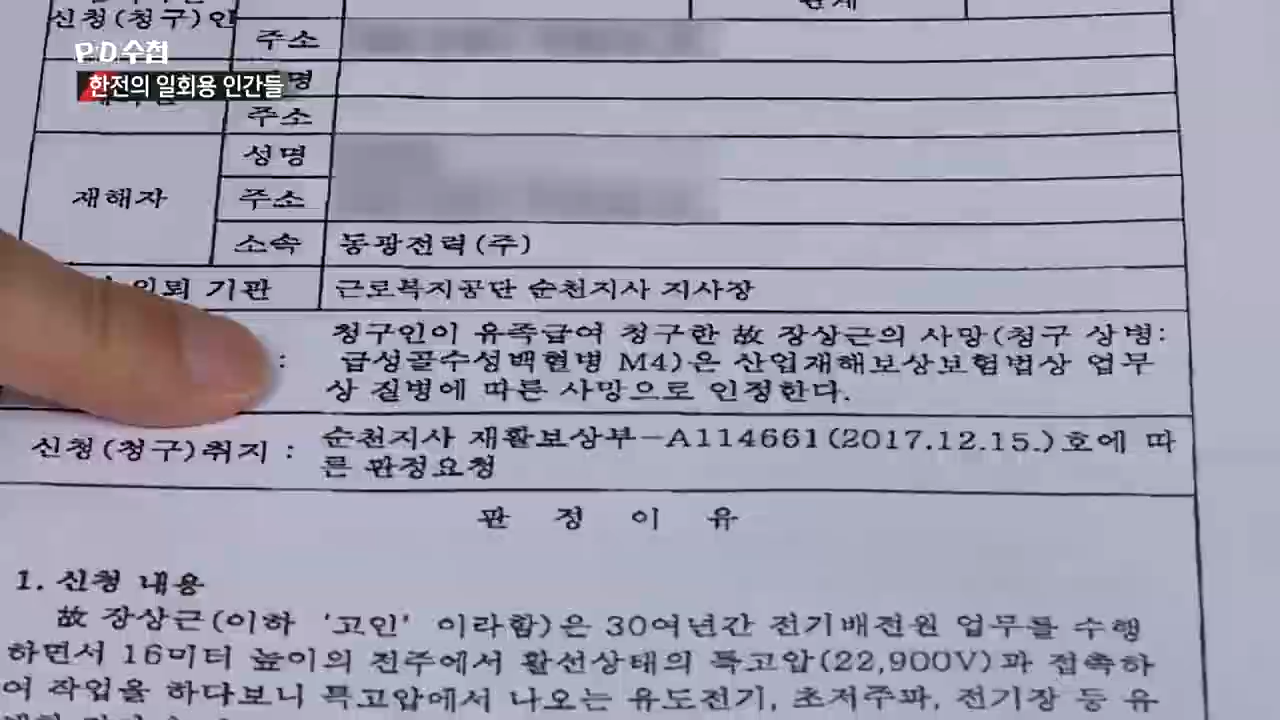 신청(청구)인
주소
PD수첩
한전의 일회용 인간들
명
주소
성명
재해자
주소
소속
동광전력(주)
의뢰 기관
근로복지공단 순천지사 지사장
: 청구인이 유족급여 청구한 故 장상근의 사망(청구 상병:
급성골수성백혈병 M4)은 산업재해보상보험법상 업무
상 질병에 따른 사망으로 인정한다.
신청(청구)취지 : 순천지사 재활보상부-A114661(2017.12.15.)호에 따
른 판정요청
판 정 이 유
1. 신청 내용
故 장상근(이하 '고인' 이라함)은 30여년간 전기배전원 업무를 수행
하면서 16미터 높이의 전주에서 활선상태의 특고압(22,900V)과 접촉하
여 작업을 하다보니 특고압에서 나오는 유도전기, 초저주파, 전기장 등 유